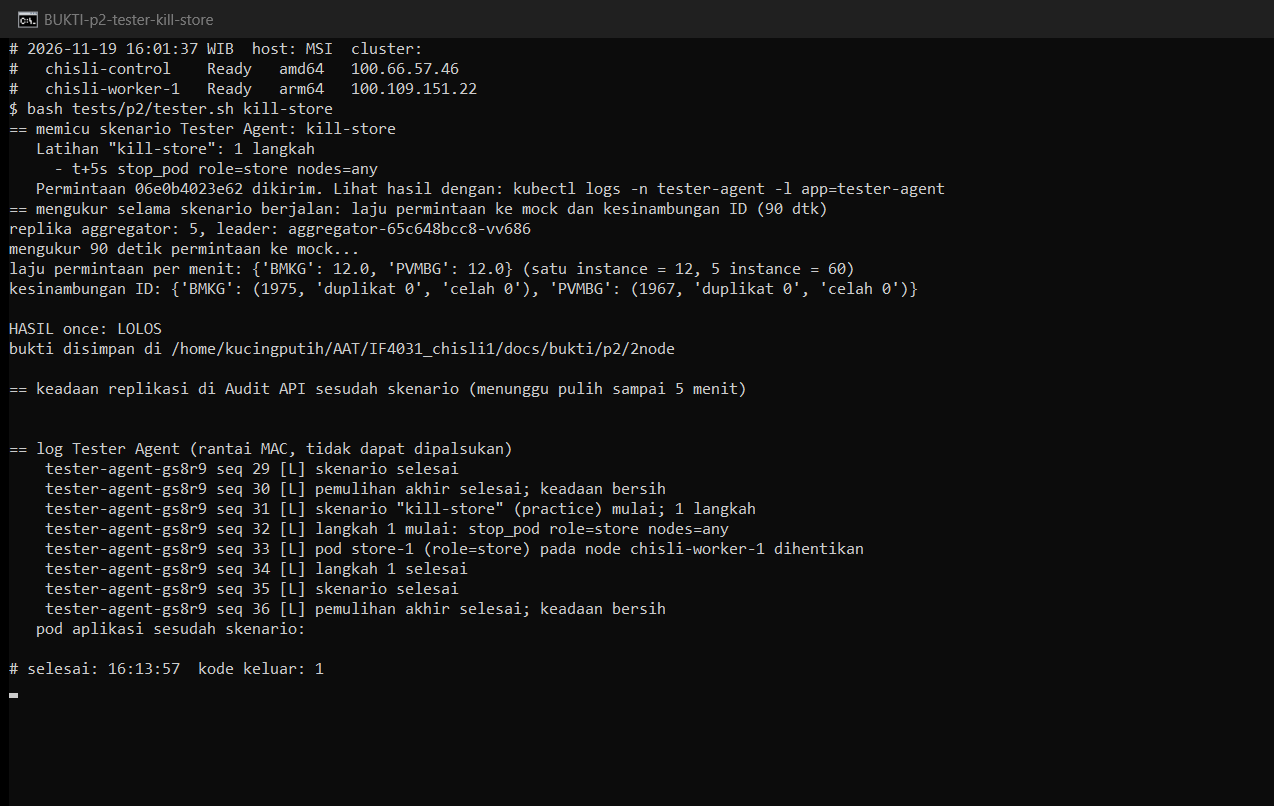 BUKTI-p2-tester-kill-store
# 2026-11-19 16:01:37 WIB  host: MSI  cluster:
#   chisli-control    Ready   amd64   100.66.57.46
#   chisli-worker-1   Ready   arm64   100.109.151.22
$ bash tests/p2/tester.sh kill-store
== memicu skenario Tester Agent: kill-store
   Latihan "kill-store": 1 langkah
     - t+5s stop_pod role=store nodes=any
   Permintaan 06e0b4023e62 dikirim. Lihat hasil dengan: kubectl logs -n tester-agent -l app=tester-agent
== mengukur selama skenario berjalan: laju permintaan ke mock dan kesinambungan ID (90 dtk)
replika aggregator: 5, leader: aggregator-65c648bcc8-vv686
mengukur 90 detik permintaan ke mock...
laju permintaan per menit: {'BMKG': 12.0, 'PVMBG': 12.0} (satu instance = 12, 5 instance = 60)
kesinambungan ID: {'BMKG': (1975, 'duplikat 0', 'celah 0'), 'PVMBG': (1967, 'duplikat 0', 'celah 0')}
HASIL once: LOLOS
bukti disimpan di /home/kucingputih/AAT/IF4031_chisli1/docs/bukti/p2/2node
== keadaan replikasi di Audit API sesudah skenario (menunggu pulih sampai 5 menit)
== log Tester Agent (rantai MAC, tidak dapat dipalsukan)
    tester-agent-gs8r9 seq 29 [L] skenario selesai
    tester-agent-gs8r9 seq 30 [L] pemulihan akhir selesai; keadaan bersih
    tester-agent-gs8r9 seq 31 [L] skenario "kill-store" (practice) mulai; 1 langkah
    tester-agent-gs8r9 seq 32 [L] langkah 1 mulai: stop_pod role=store nodes=any
    tester-agent-gs8r9 seq 33 [L] pod store-1 (role=store) pada node chisli-worker-1 dihentikan
    tester-agent-gs8r9 seq 34 [L] langkah 1 selesai
    tester-agent-gs8r9 seq 35 [L] skenario selesai
    tester-agent-gs8r9 seq 36 [L] pemulihan akhir selesai; keadaan bersih
   pod aplikasi sesudah skenario:
# selesai: 16:13:57  kode keluar: 1